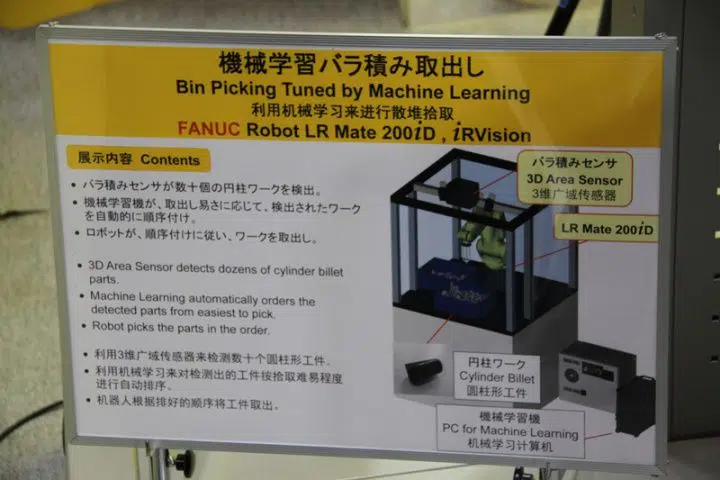 機械学習バラ積み取出し
Bin Picking Tuned by Machine Learning
利用机械学习来进行散堆拾取
FANUC Robot LR Mate 200iD , iRVision
展示内容 Contents
• バラ積みセンサが数十個の円柱ワークを検出。
• 機械学習機が、取出し易さに応じて、検出されたワーク
を自動的に順序付け。
• ロボットが、順序付けに従い、ワークを取出し。
• 3D Area Sensor detects dozens of cylinder billet
parts.
• Machine Learning automatically orders the
detected parts from easiest to pick.
• Robot picks the parts in the order.
• 利用3维广域传感器来检测数十个圆柱形工件.
• 利用机械学习来对检测出的工件按拾取难易程度
进行自动排序。
• 机器人根据排好的顺序将工件取出。
バラ積みセンサ
3D Area Sensor
3维广域传感器
LR Mate 200iD
円柱ワーク
Cylinder Billet
圆柱形工件
機械学習機
PC for Machine Learning
机械学习计算机